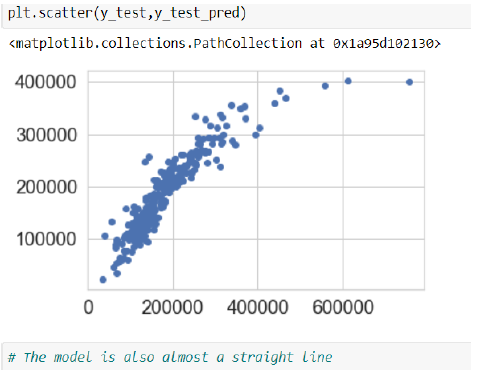 plt.scatter(y_test,y_test_pred)
<matplotlib.collections.PathCollection at 0x1a95d102130>
400000
300000
200000
100000
0 200000 400000 600000
# The model is also almost a straight line